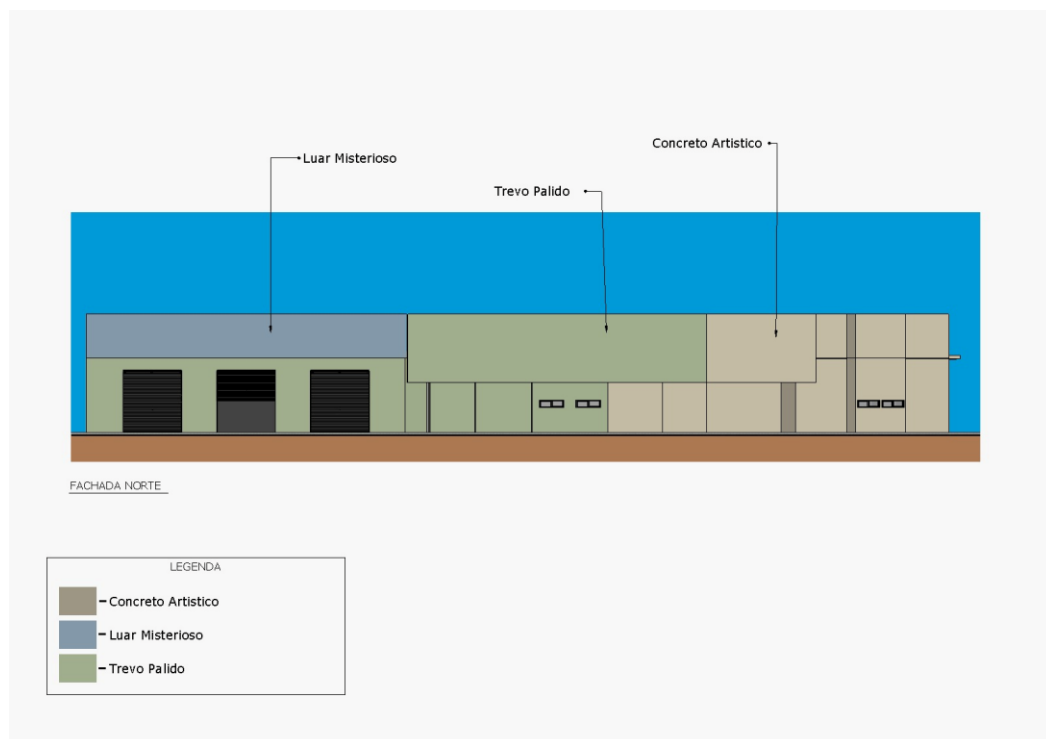 Concreto Artistico
Luar Misterioso
Trevo Palido
FACHADA NORTE
LEGENDA
Concreto Artistico
Luar Misterioso
Trevo Palido